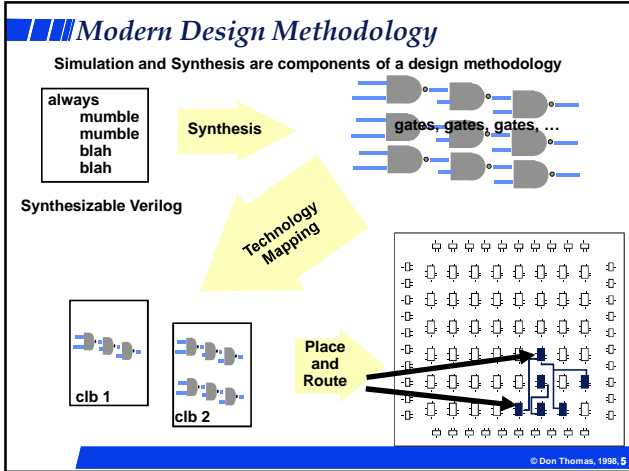 Modern Design Methodology
Simulation and Synthesis are components of a design methodology
always
mumble
mumble
blah
blah
Synthesis
gates, gates, gates, …
Synthesizable Verilog
Technology
Mapping
clb 1
clb 2
Place
and
Route
© Don Thomas, 1998, 5